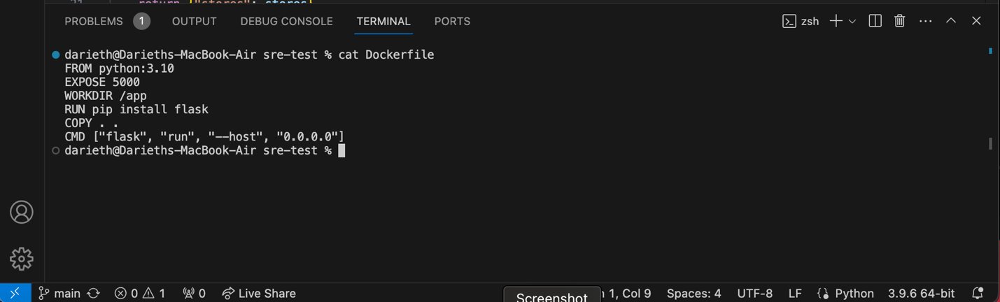 return {"stores": stores
PROBLEMS 1 OUTPUT DEBUG CONSOLE TERMINAL PORTS zsh
darieth@Darieths-MacBook-Air sre-test % cat Dockerfile
FROM python:3.10
EXPOSE 5000
WORKDIR /app
RUN pip install flask
COPY . .
CMD ["flask", "run", "--host", "0.0.0.0"]
darieth@Darieths-MacBook-Air sre-test %
main 0 1 0 Live Share 1, Col 9 Spaces: 4 UTF-8 LF Python 3.9.6 64-bit
Screenshot